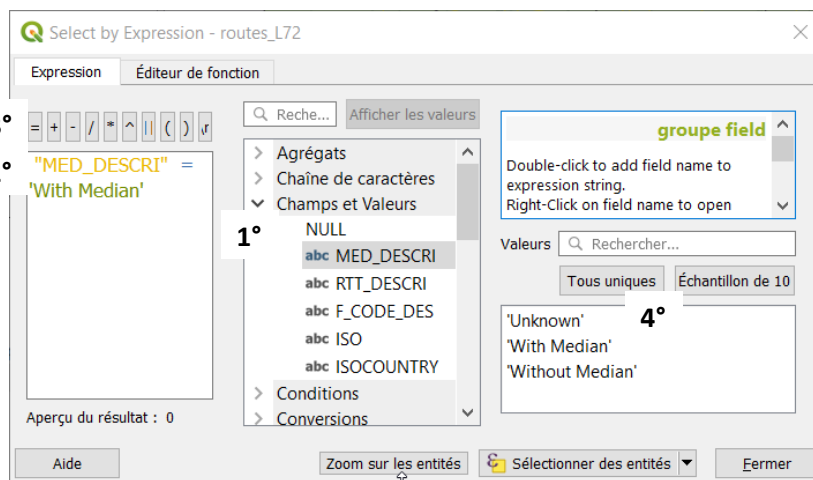 Select by Expression - routes_L72
Expression Éditeur de fonction
= + - / * ^ || ( )
"MED_DESCRI" =
'With Median'
Aperçu du résultat : 0
Reche... Afficher les valeurs
Agrégats
Chaîne de caractères
Champs et Valeurs
1°
NULL
abc MED_DESCRI
abc RTT_DESCRI
abc F_CODE_DES
abc ISO
abc ISOCOUNTRY
Conditions
Conversions
groupe field
Double-click to add field name to
expression string.
Right-Click on field name to open
Valeurs Rechercher...
Tous uniques Échantillon de 10
4°
'Unknown'
'With Median'
'Without Median'
Aide Zoom sur les entités Sélectionner des entités Fermer